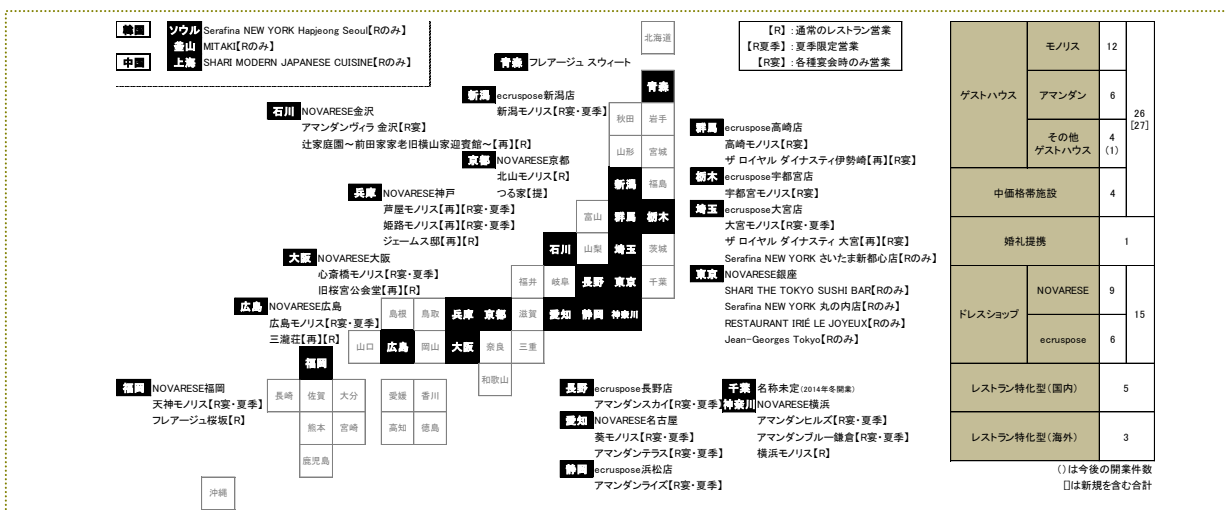 韓国 ソウル Serafina NEW YORK Hapjeong Seoul【Rのみ】
釜山 MITAKI【Rのみ】
中国 上海 SHARI MODERN JAPANESE CUISINE【Rのみ】
【R】:通常のレストラン営業
【R夏季】:夏季限定営業
【R宴】:各種宴会時のみ営業
青森 フレアージュ スウィート
新潟 ecruspose新潟店
新潟モノリス【R宴・夏季】
石川 NOVARESE金沢
アマンダンヴィラ 金沢【R宴】
辻家庭園～前田家家老旧横山家迎賓館～【再】【R宴】
京都 NOVARESE京都
北山モノリス【R】
つる家【提】
兵庫 NOVARESE神戸
芦屋モノリス【再】【R宴・夏季】
姫路モノリス【再】【R宴・夏季】
ジェームス邸【再】【R】
大阪 NOVARESE大阪
心斎橋モノリス【R宴・夏季】
旧桜宮公会堂【再】【R】
広島 NOVARESE広島
広島モノリス【R宴・夏季】
三瀧荘【再】【R】
福岡 NOVARESE福岡
天神モノリス【R宴・夏季】
フレアージュ桜坂【R】
群馬 ecruspose高崎店
高崎モノリス【R宴】
ザ ロイヤル ダイナスティ伊勢崎【再】【R宴】
栃木 ecruspose宇都宮店
宇都宮モノリス【R宴】
埼玉 ecruspose大宮店
大宮モノリス【R宴・夏季】
ザ ロイヤル ダイナスティ 大宮【再】【R宴】
Serafina NEW YORK さいたま新都心店【Rのみ】
東京 NOVARESE銀座
SHARI THE TOKYO SUSHI BAR【Rのみ】
Serafina NEW YORK 丸の内店【Rのみ】
RESTAURANT IRIÉ LE JOYEUX【Rのみ】
Jean-Georges Tokyo【Rのみ】
長野 ecruspose長野店
アマンダンスカイ【R宴・夏季】
愛知 NOVARESE名古屋
葵モノリス【R宴・夏季】
アマンダンテラス【R宴・夏季】
静岡 ecruspose浜松店
アマンダンライズ【R宴・夏季】
千葉 名称未定(2014年冬開業)
神奈川 NOVARESE横浜
アマンダンヒルズ【R宴・夏季】
アマンダンブルー鎌倉【R宴・夏季】
横浜モノリス【R】
北海道
青森
秋田 岩手
山形 宮城
新潟 福島
富山 群馬 栃木
石川 山梨 埼玉 茨城
福井 岐阜 長野 東京 千葉
島根 鳥取 兵庫 京都 滋賀 愛知 静岡 神奈川
山口 広島 岡山 大阪 奈良 三重
福岡 和歌山
長崎 佐賀 大分 愛媛 香川
熊本 宮崎 高知 徳島
鹿児島
沖縄
ゲストハウス モノリス 12 26 [27]
アマンダン 6
その他 ゲストハウス 4 (1)
中価格帯施設 4
婚礼提携 1
ドレスショップ NOVARESE 9 15
ecruspose 6
レストラン特化型(国内) 5
レストラン特化型(海外) 3
()は今後の開業件数
[]は新規を含む合計